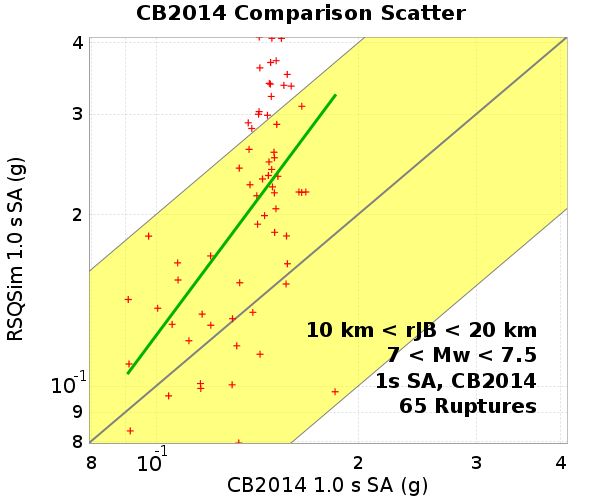 CB2014 Comparison Scatter
RSQSim 1.0 s SA (g)
4
3
2
10-1
9
8
10 km < rJB < 20 km
7 < Mw < 7.5
1s SA, CB2014
65 Ruptures
8 10-1 2 3 4
CB2014 1.0 s SA (g)